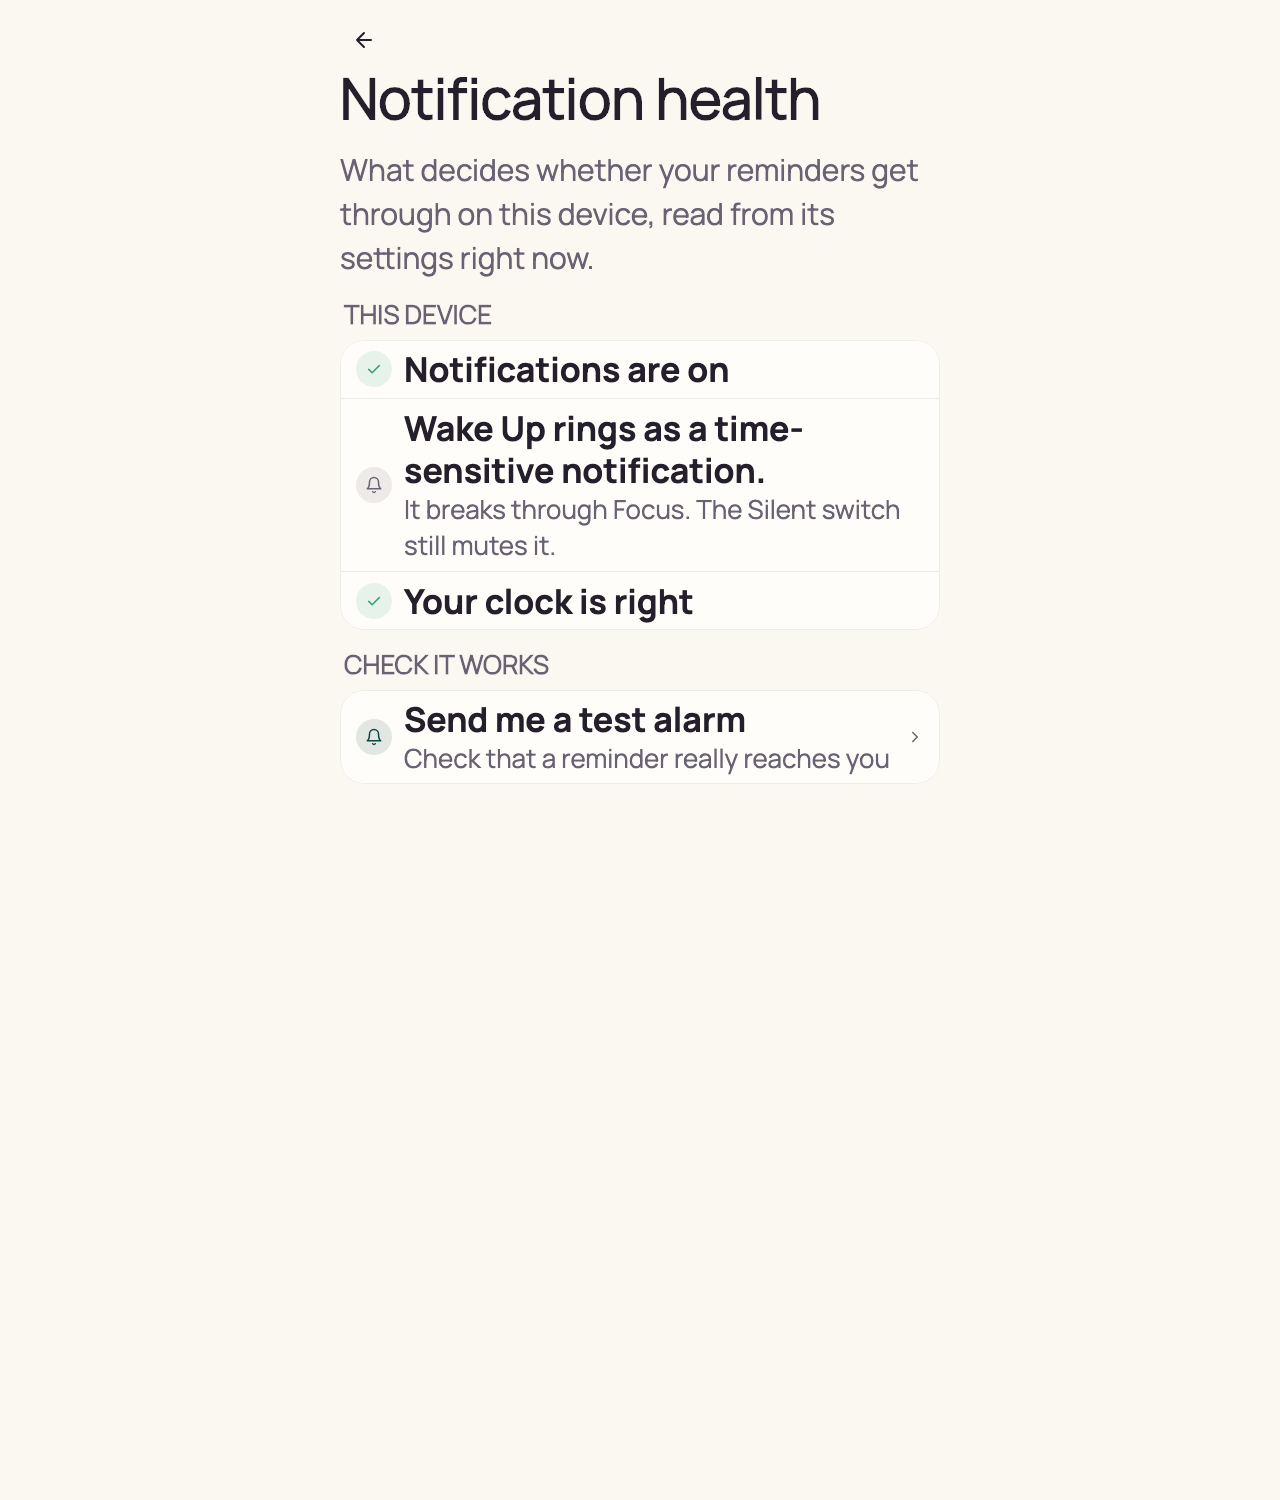 Notification health
What decides whether your reminders get
through on this device, read from its
settings right now.
THIS DEVICE
Notifications are on
Wake Up rings as a time-
sensitive notification.
It breaks through Focus. The Silent switch
still mutes it.
Your clock is right
CHECK IT WORKS
Send me a test alarm
Check that a reminder really reaches you